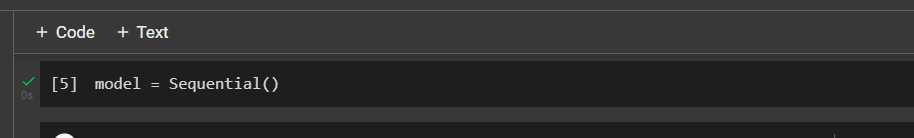 + Code + Text
[5] model = Sequential()
0s